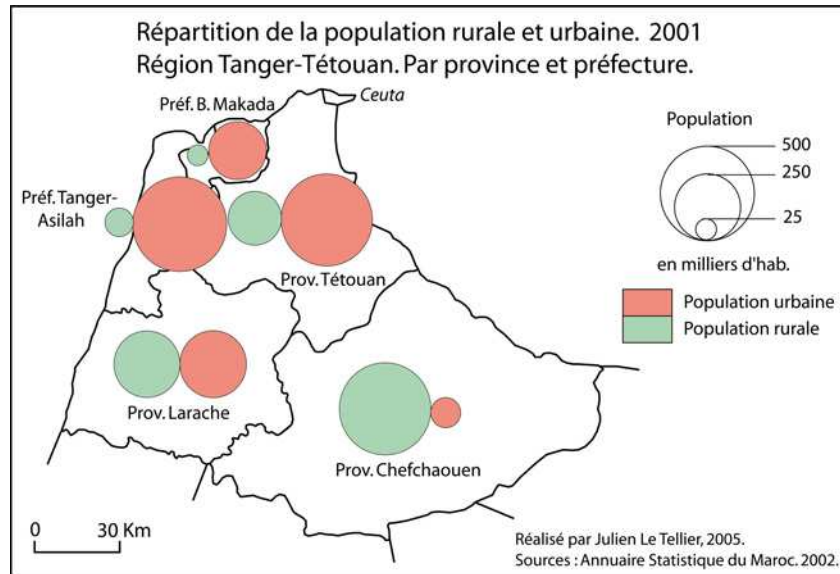 Répartition de la population rurale et urbaine. 2001
Région Tanger-Tétouan. Par province et préfecture.
Préf. B. Makada
Ceuta
Population
500
250
25
en milliers d'hab.
Préf. Tanger-
Asilah
Prov. Tétouan
Population urbaine
Population rurale
Prov. Larache
Prov. Chefchaouen
0 30 Km
Réalisé par Julien Le Tellier, 2005.
Sources : Annuaire Statistique du Maroc. 2002.